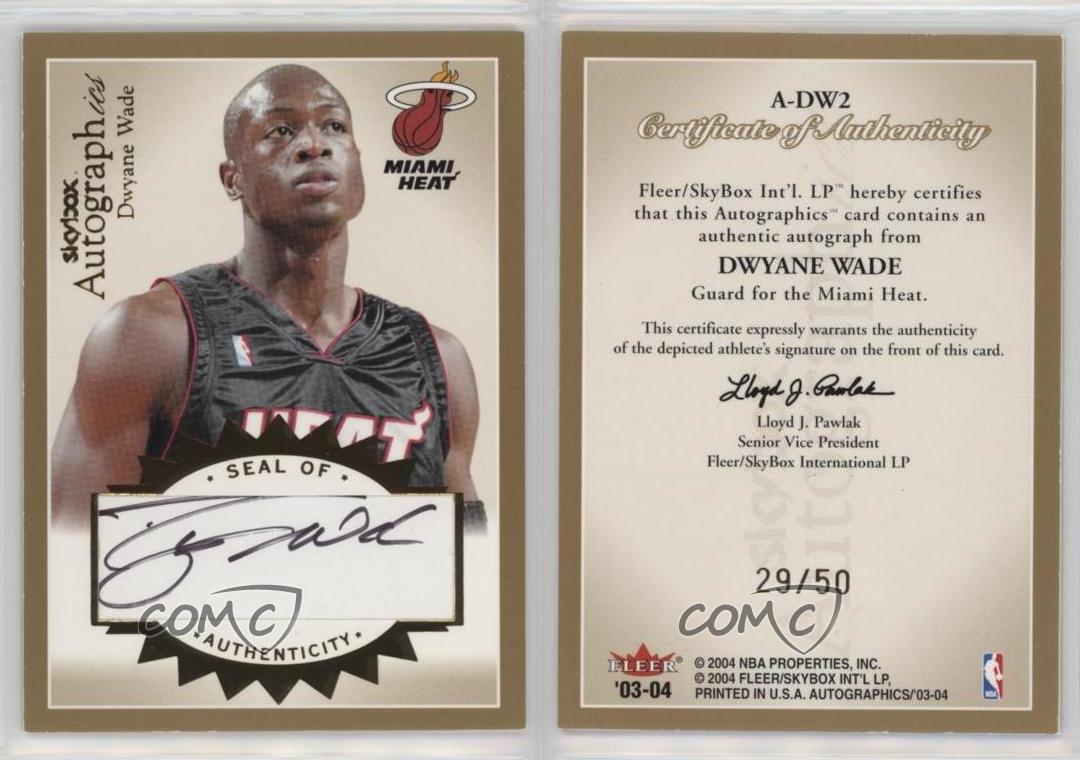 skybox
Autographics
Dwyane Wade
MIAMI
HEAT
HEAT
SEAL OF
AUTHENTICITY
COMC
A-DW2
Certificate of Authenticity
Fleer/SkyBox Int'l. LP™ hereby certifies
that this Autographics™ card contains an
authentic autograph from
DWYANE WADE
Guard for the Miami Heat.
This certificate expressly warrants the authenticity
of the depicted athlete's signature on the front of this card.
Lloyd J. Pawlak
Lloyd J. Pawlak
Senior Vice President
Fleer/SkyBox International LP
29/50
COMC
FLEER®
'03-04
© 2004 NBA PROPERTIES, INC.
© 2004 FLEER/SKYBOX INT'L LP,
PRINTED IN U.S.A. AUTOGRAPHICS/'03-04
NBA